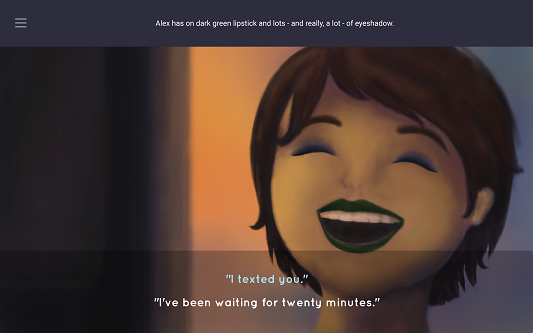 Alex has on dark green lipstick and lots - and really, a lot - of eyeshadow.
"I texted you."
"I've been waiting for twenty minutes."